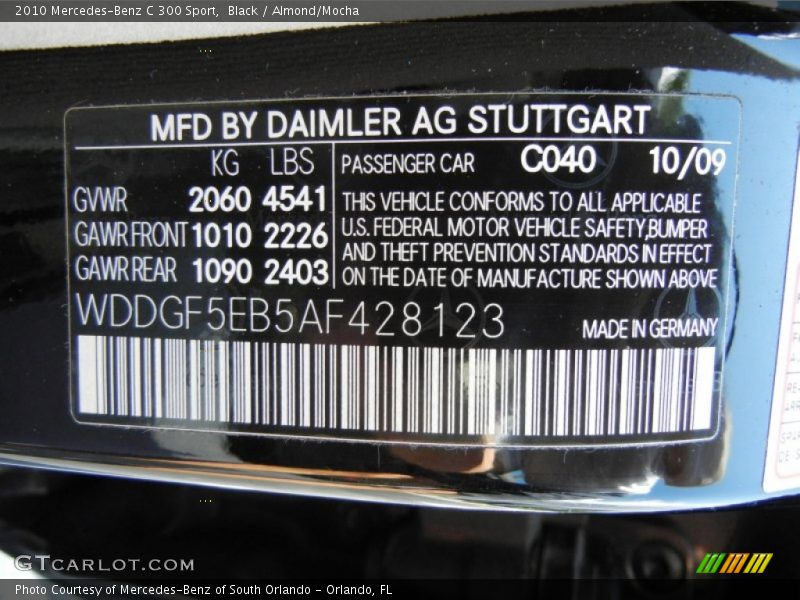 2010 Mercedes-Benz C 300 Sport, Black / Almond/Mocha
MFD BY DAIMLER AG STUTTGART
KG LBS
GVWR 2060 4541
GAWR FRONT 1010 2226
GAWR REAR 1090 2403
PASSENGER CAR C040 10/09
THIS VEHICLE CONFORMS TO ALL APPLICABLE
U.S. FEDERAL MOTOR VEHICLE SAFETY,BUMPER
AND THEFT PREVENTION STANDARDS IN EFFECT
ON THE DATE OF MANUFACTURE SHOWN ABOVE
WDDGF5EB5AF428123
MADE IN GERMANY
GTCARLOT.COM
Photo Courtesy of Mercedes-Benz of South Orlando - Orlando, FL